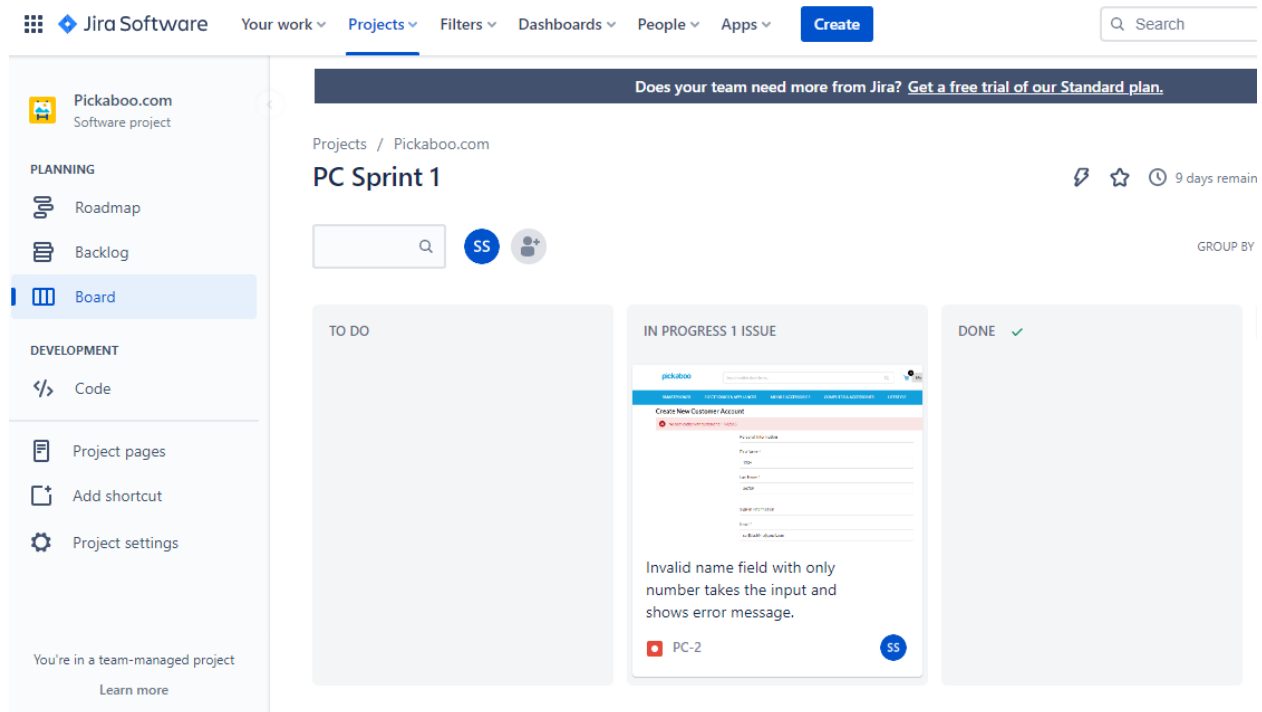 Jira Software
Your work
Projects
Filters
Dashboards
People
Apps
Create
Search
Pickaboo.com
Software project
PLANNING
Roadmap
Backlog
Board
DEVELOPMENT
Code
Project pages
Add shortcut
Project settings
You're in a team-managed project
Learn more
Does your team need more from Jira? Get a free trial of our Standard plan.
Projects / Pickaboo.com
PC Sprint 1
9 days remain
SS
GROUP BY
TO DO
IN PROGRESS 1 ISSUE
pickaboo
Create New Customer Account
Invalid name field with only
number takes the input and
shows error message.
PC-2
SS
DONE